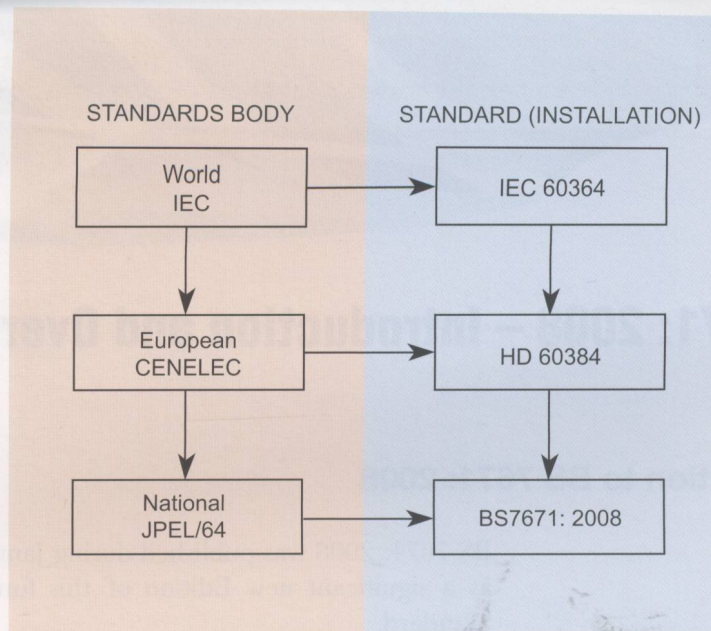 STANDARDS BODY
STANDARD (INSTALLATION)
World
IEC
IEC 60364
European
CENELEC
HD 60384
National
JPEL/64
BS7671: 2008